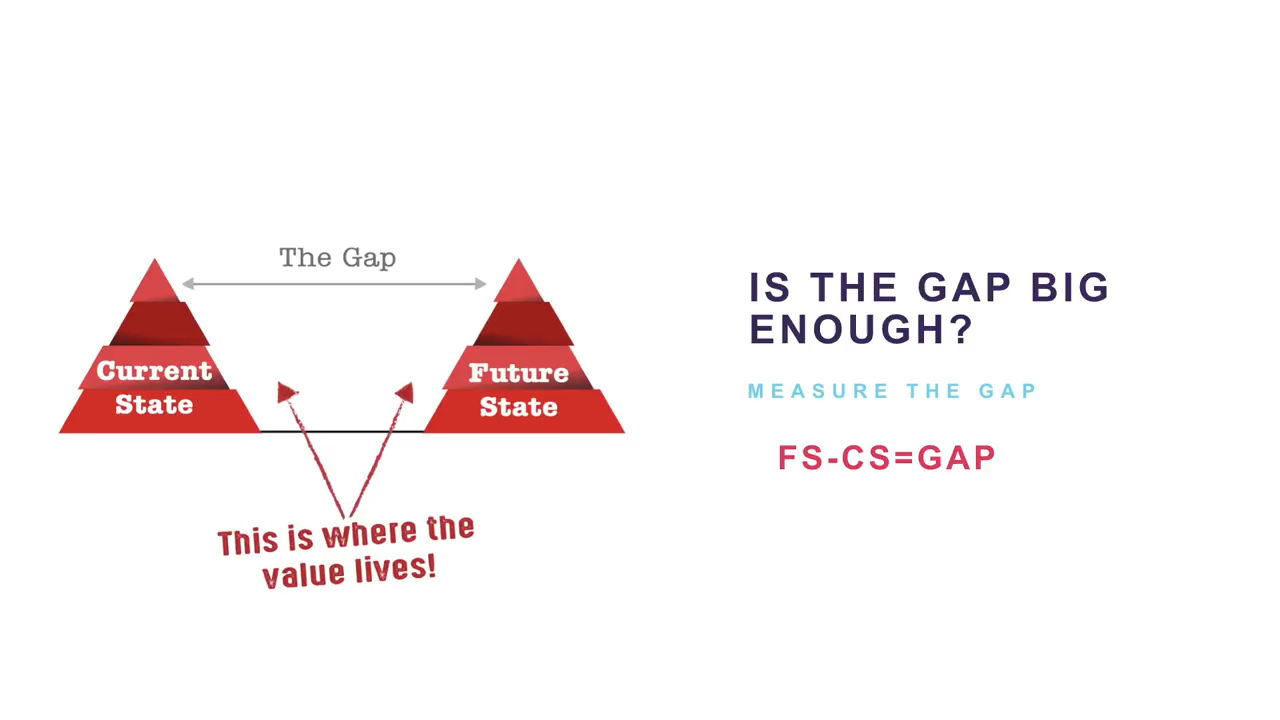 The Gap
Current
State
Future
State
This is where the
value lives!
IS THE GAP BIG
ENOUGH?
MEASURE THE GAP
FS-CS=GAP